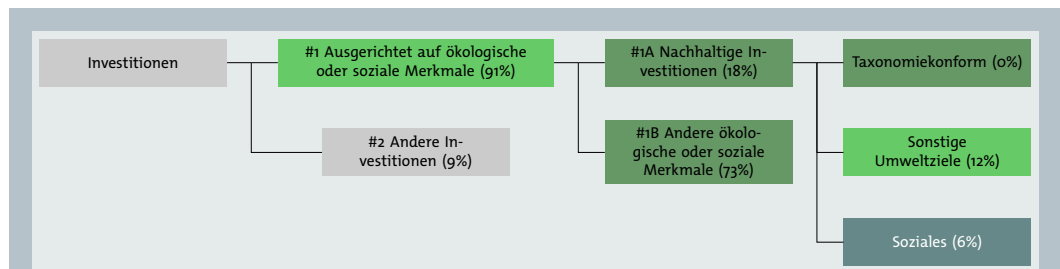 Investitionen
#1 Ausgerichtet auf ökologische
oder soziale Merkmale (91%)
#1A Nachhaltige In-
vestitionen (18%)
Taxonomiekonform (0%)
#2 Andere In-
vestitionen (9%)
#1B Andere ökolo-
gische oder soziale
Merkmale (73%)
Sonstige
Umweltziele (12%)
Soziales (6%)